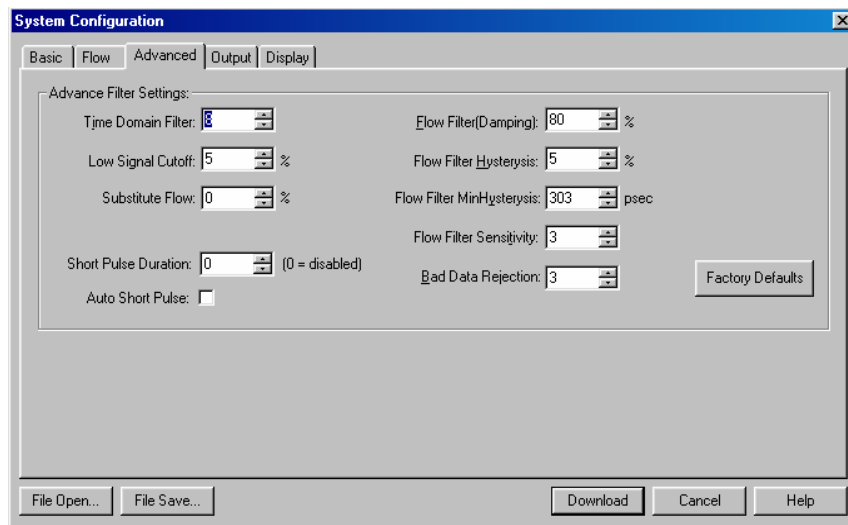 System Configuration
Basic Flow Advanced Output Display
Advance Filter Settings:
Time Domain Filter: 8
Low Signal Cutoff: 5 %
Substitute Flow: 0 %
Short Pulse Duration: 0 (0 = disabled)
Auto Short Pulse:
Flow Filter(Damping): 80 %
Flow Filter Hysterysis: 5 %
Flow Filter MinHysterysis: 303 psec
Flow Filter Sensitivity: 3
Bad Data Rejection: 3
Factory Defaults
File Open... File Save... Download Cancel Help